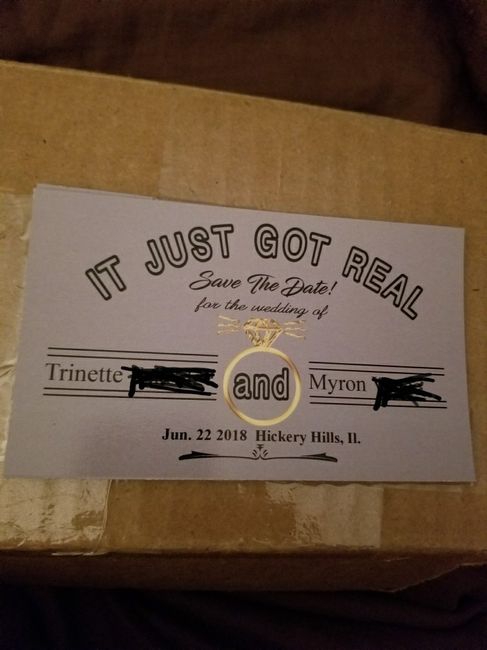 IT JUST GOT REAL
Save The Date!
for the wedding of
Trinette and Myron
Jun. 22 2018 Hickery Hills, Il.